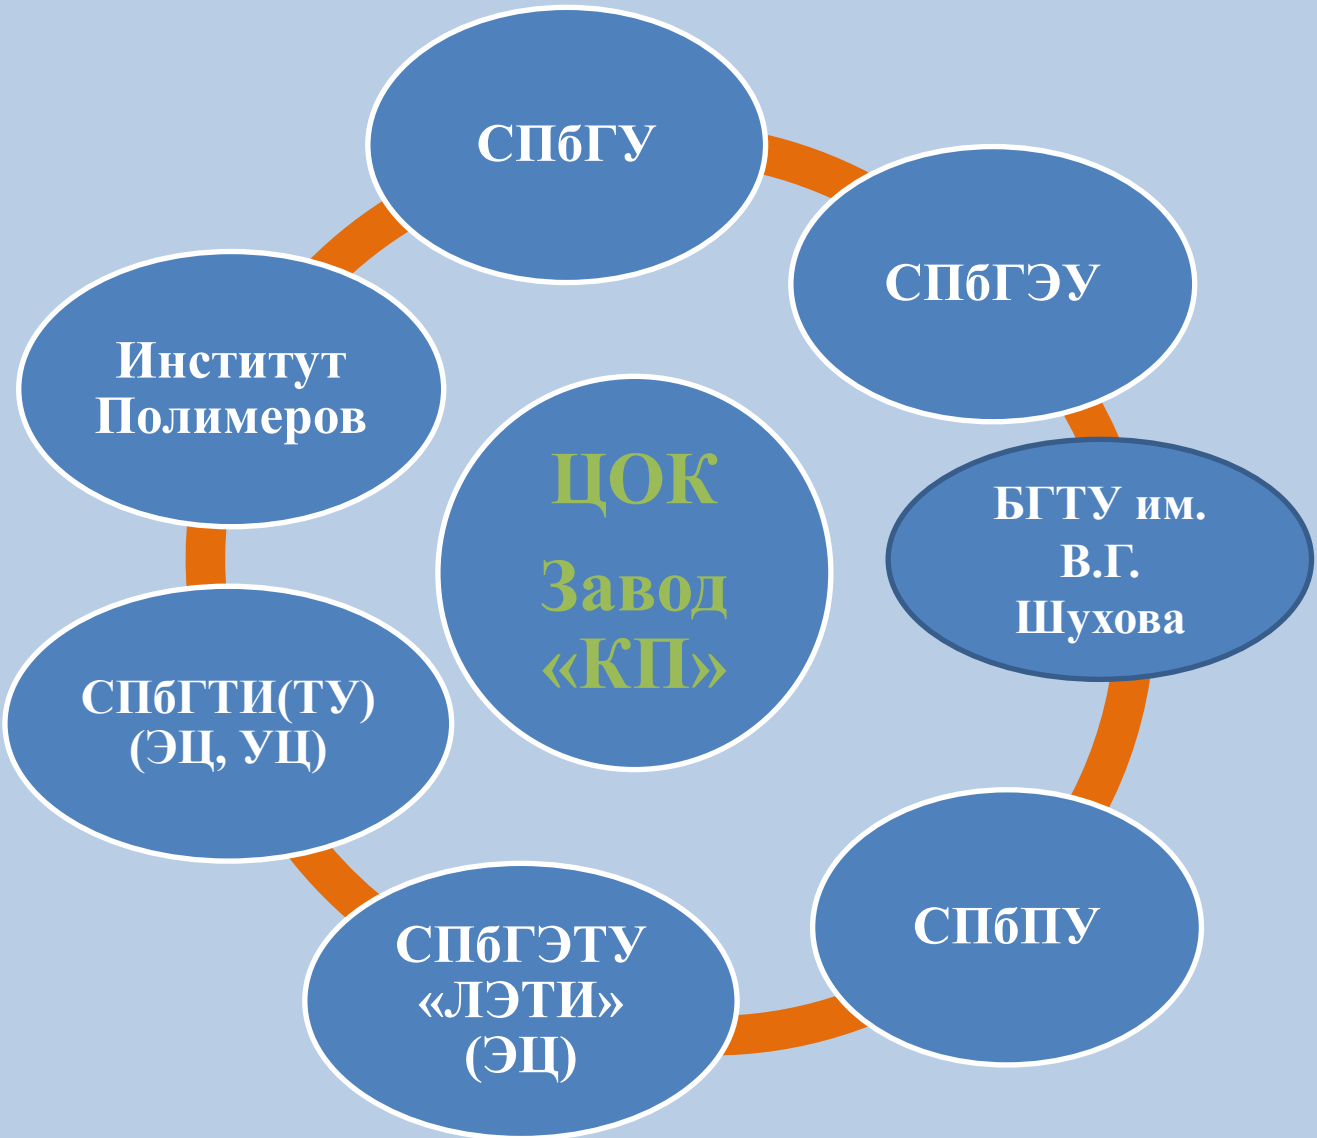 СПбГУ
СПбГЭУ
Институт
Полимеров
ЦОК
Завод
«КП»
БГТУ им.
В.Г.
Шухова
СПбГТИ(ТУ)
(ЭЦ, УЦ)
СПбПУ
СПбГЭТУ
«ЛЭТИ»
(ЭЦ)